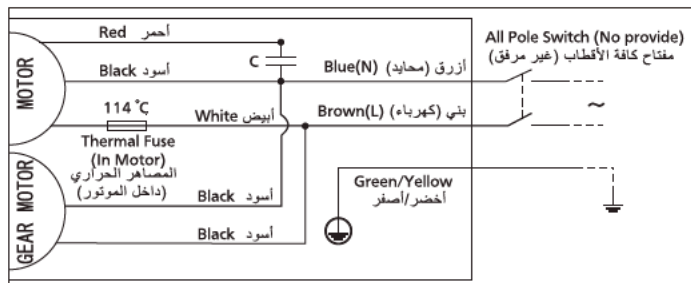 Red أحمر
All Pole Switch (No provide)
مفتاح كافة الأقطاب (غير مرفق)
C
Black أسود
Blue(N) أزرق (محايد)
MOTOR
114 ℃
White أبيض
Brown(L) بني (كهرباء)
~
Thermal Fuse
(In Motor)
المصاهر الحراري
(داخل الموتور)
Green/Yellow
أخضر/أصفر
GEAR MOTOR
Black أسود
Black أسود